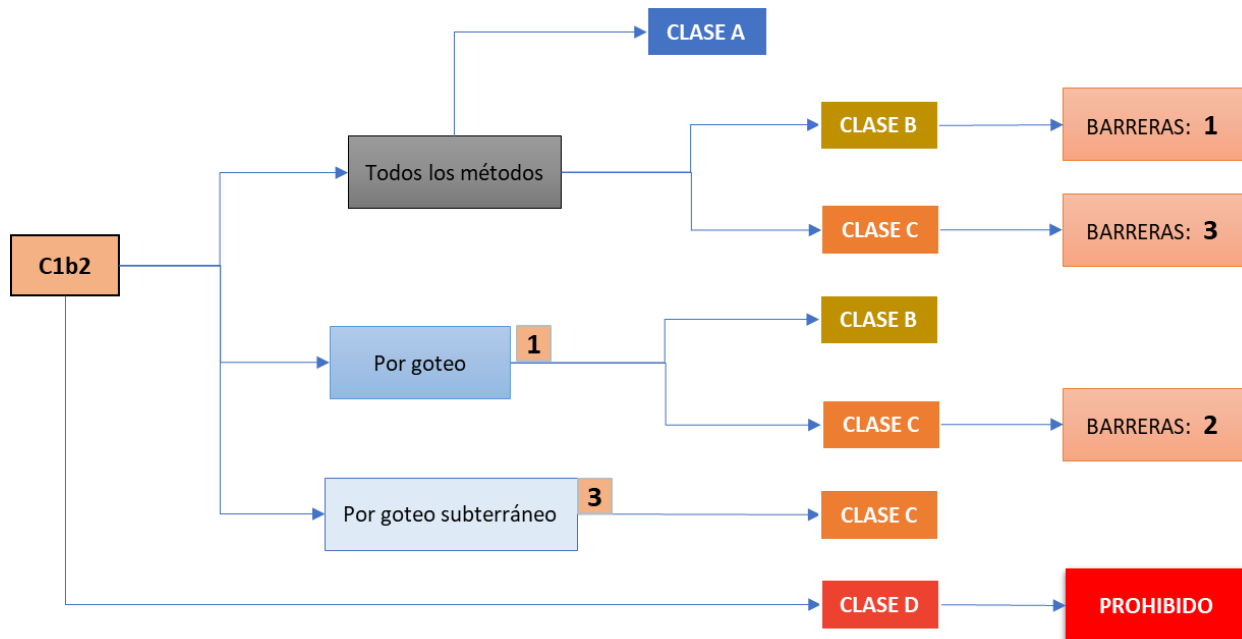 CLASE A
CLASE B
BARRERAS: 1
Todos los métodos
CLASE C
BARRERAS: 3
C1b2
CLASE B
1
Por goteo
CLASE C
BARRERAS: 2
3
Por goteo subterráneo
CLASE C
CLASE D
PROHIBIDO